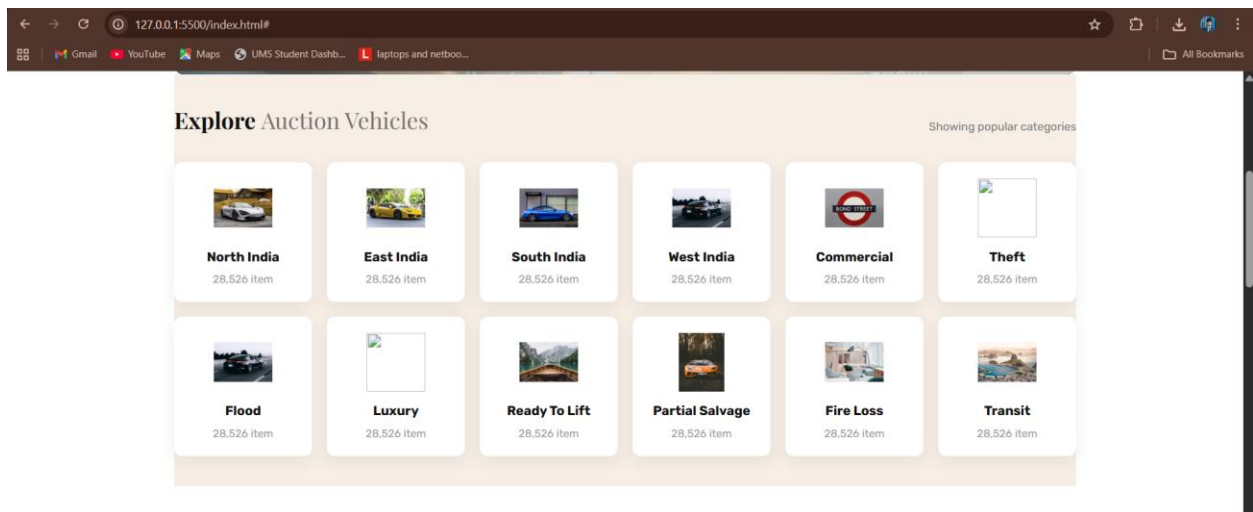 127.0.0.1:5500/index.html#
Gmail YouTube Maps UMS Student Dashb... laptops and netboo... All Bookmarks
Explore Auction Vehicles
Showing popular categories
BOND STREET
North India East India South India West India Commercial Theft
28,526 item 28,526 item 28,526 item 28,526 item 28,526 item 28,526 item
Flood Luxury Ready To Lift Partial Salvage Fire Loss Transit
28,526 item 28,526 item 28,526 item 28,526 item 28,526 item 28,526 item